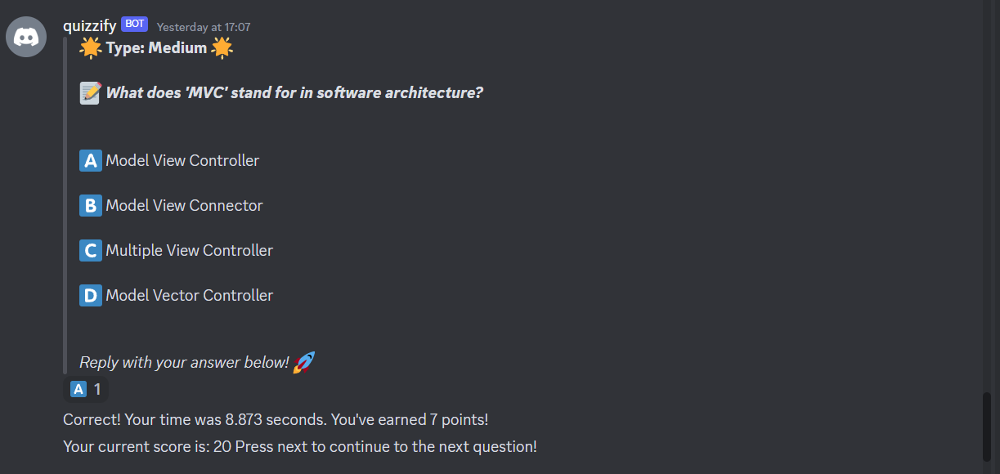 quizzify BOT Yesterday at 17:07
Type: Medium
What does 'MVC' stand for in software architecture?
A Model View Controller
B Model View Connector
C Multiple View Controller
D Model Vector Controller
Reply with your answer below!
A 1
Correct! Your time was 8.873 seconds. You've earned 7 points!
Your current score is: 20 Press next to continue to the next question!